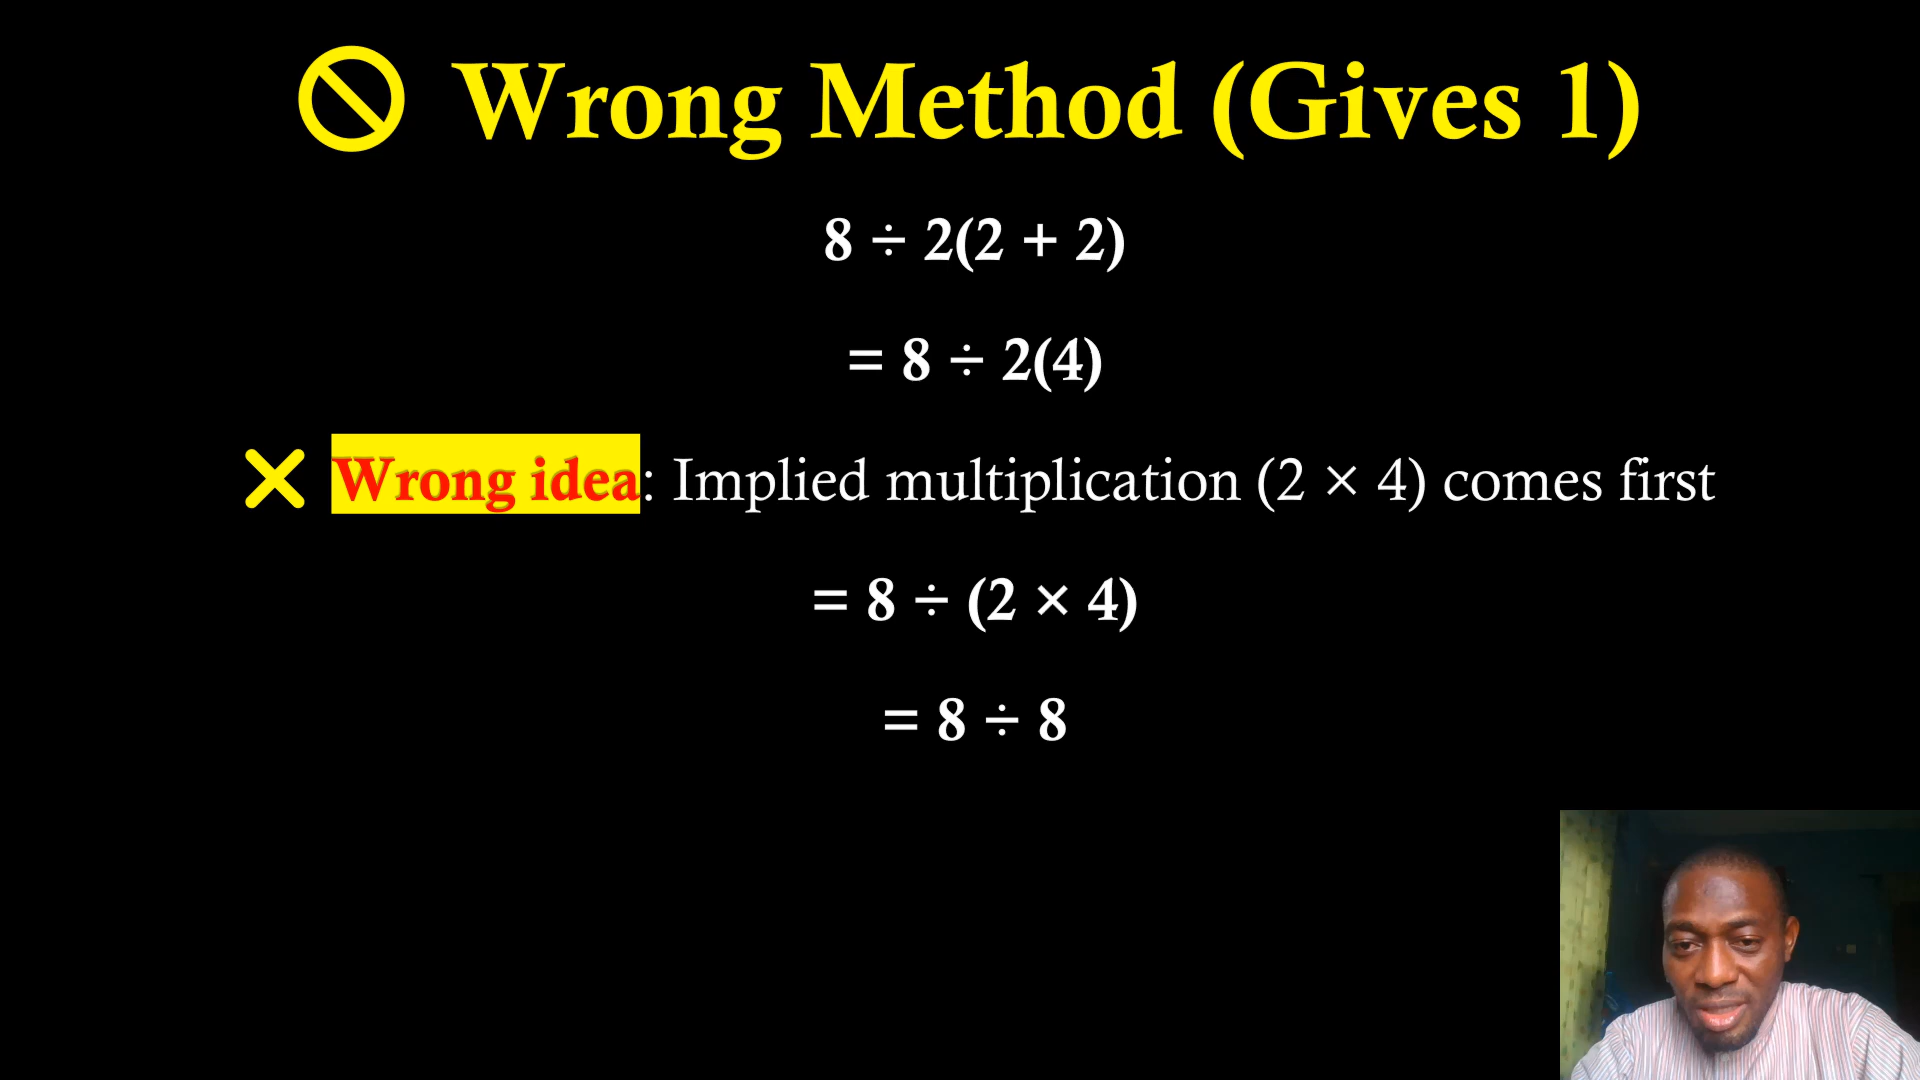 Wrong Method (Gives 1)
8 ÷ 2(2 + 2)
= 8 ÷ 2(4)
Wrong idea: Implied multiplication (2 × 4) comes first
= 8 ÷ (2 × 4)
= 8 ÷ 8